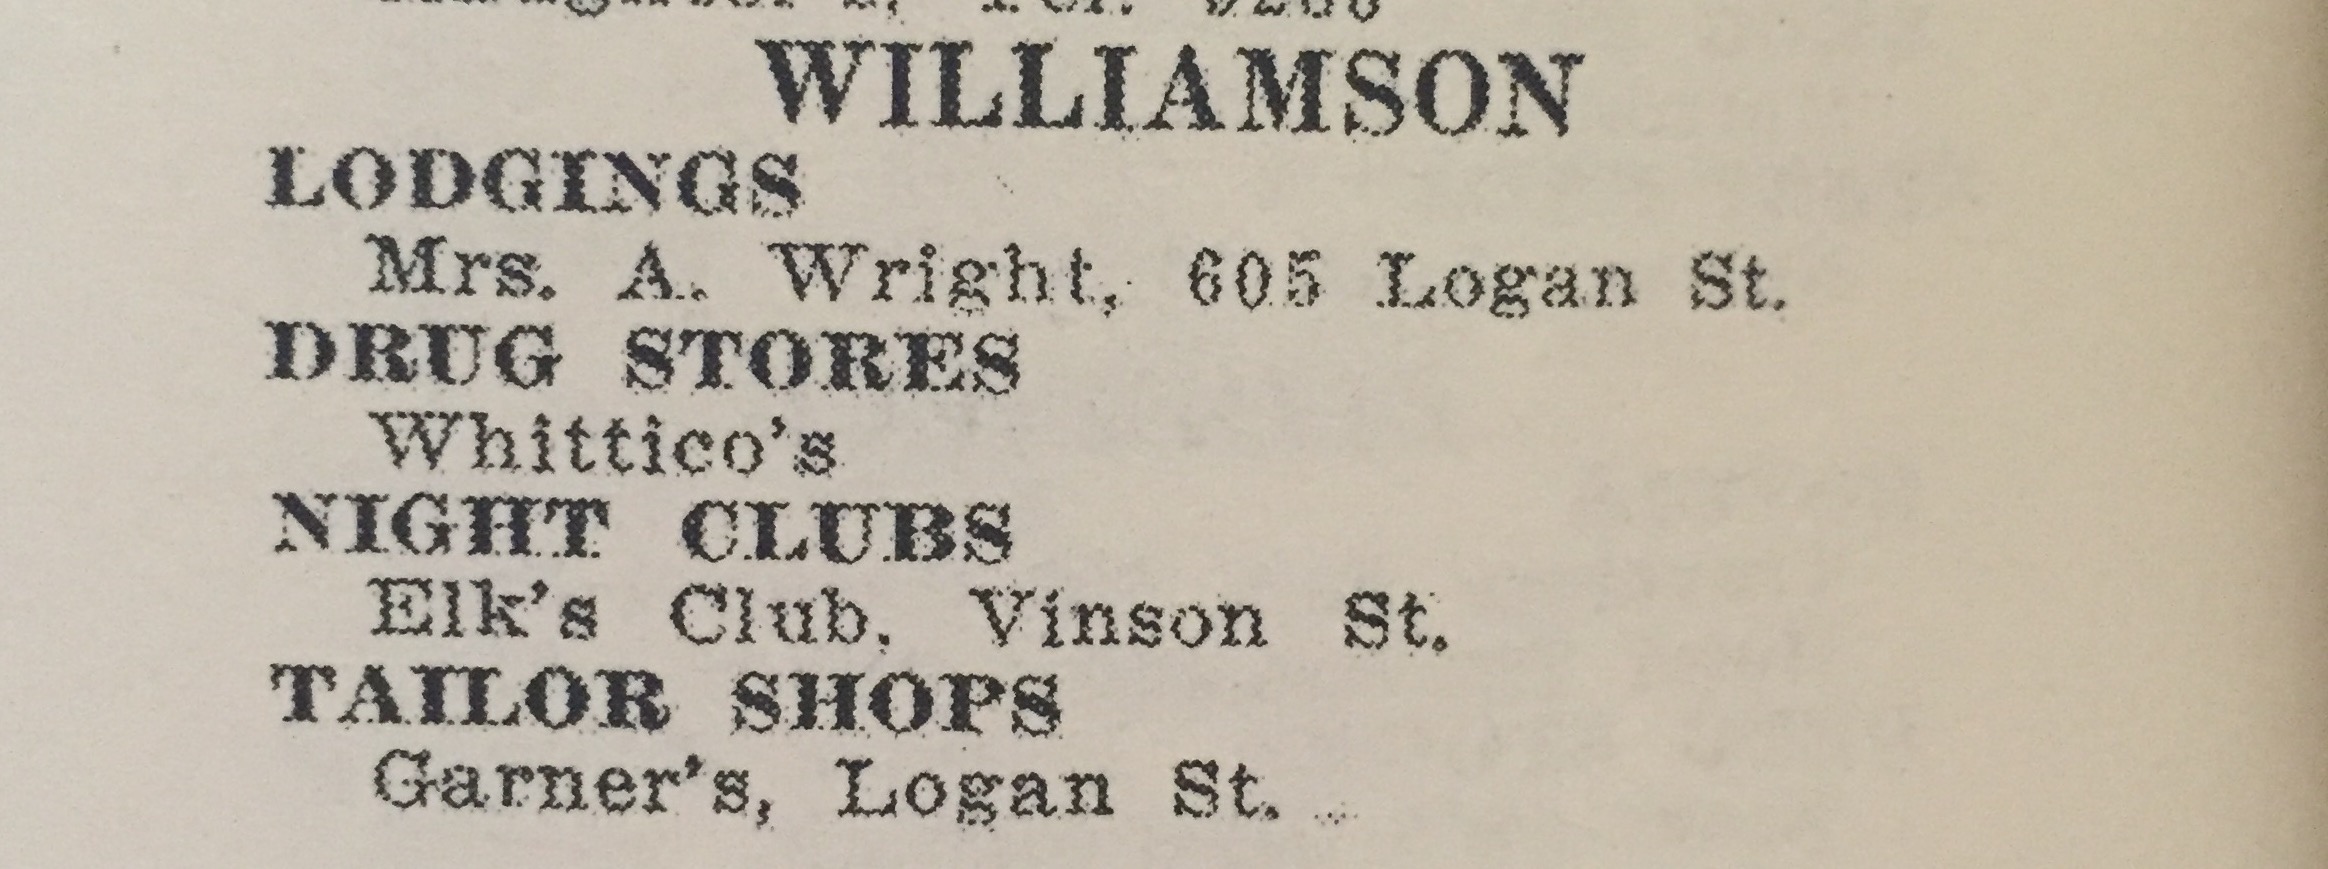 WILLIAMSON
LODGINGS
Mrs. A. Wright, 605 Logan St.
DRUG STORES
Whittico's
NIGHT CLUBS
Elk's Club, Vinson St.
TAILOR SHOPS
Garner's, Logan St.